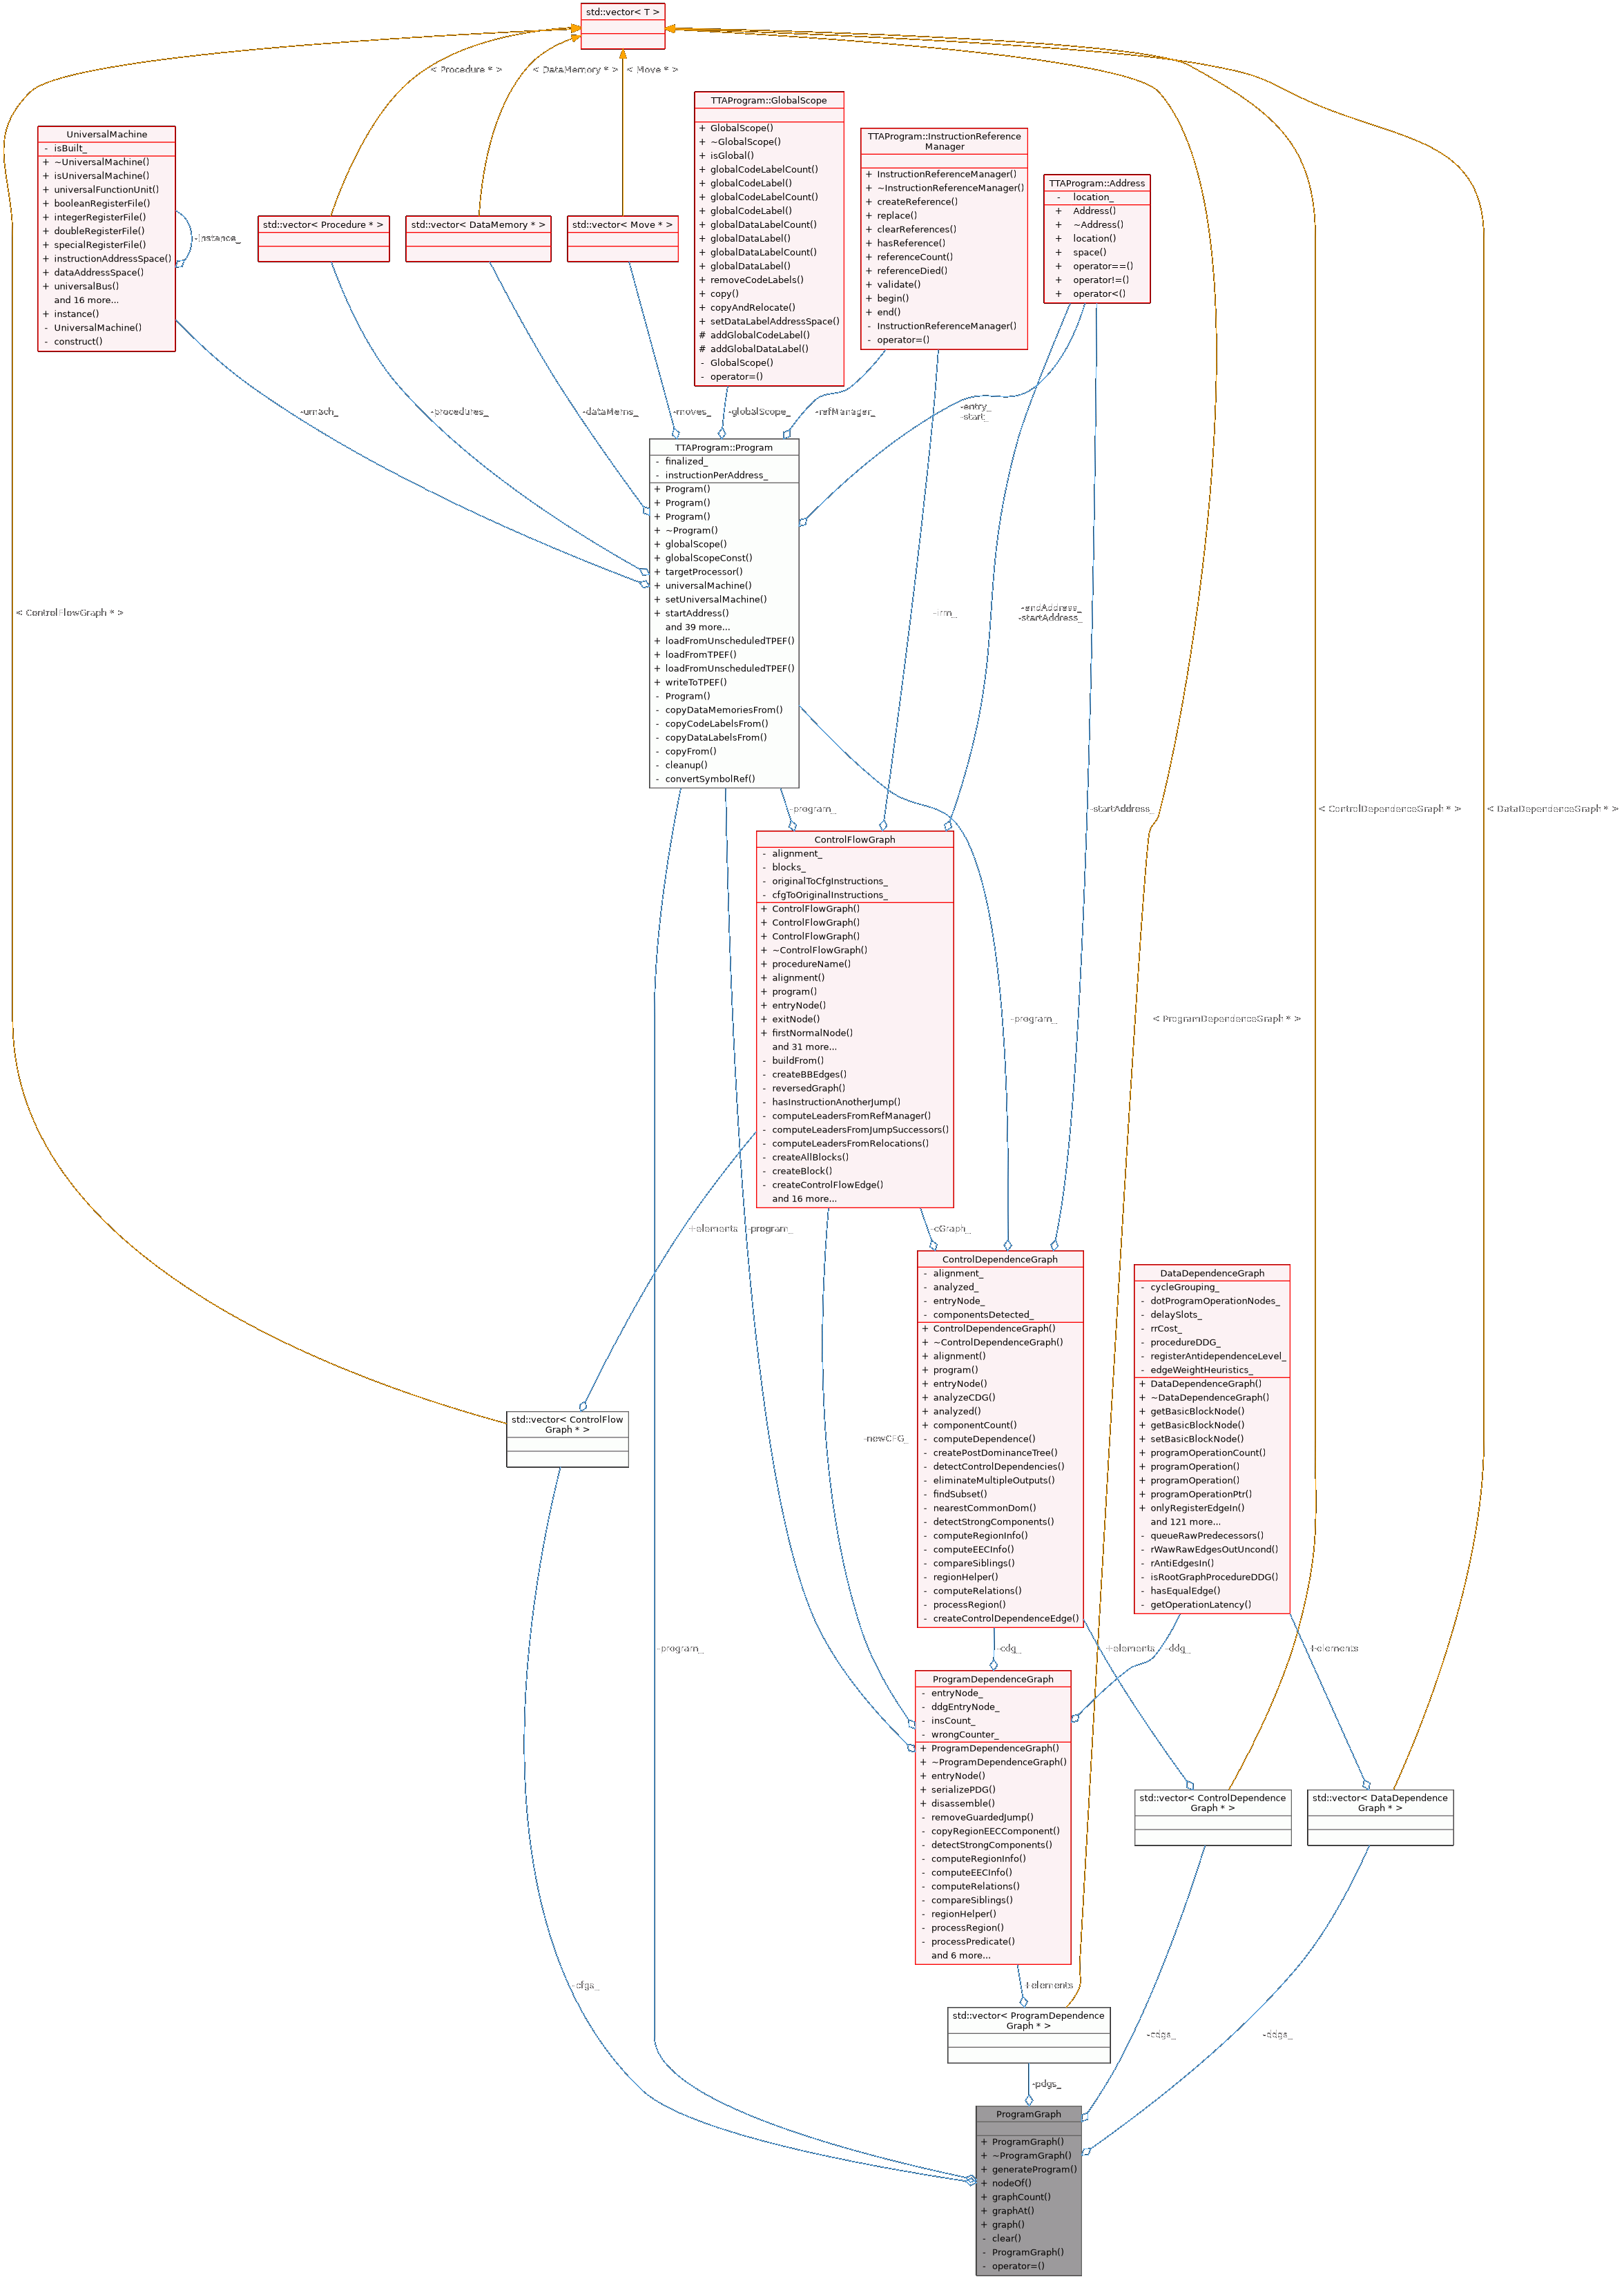 std::vector< T >
< Procedure * >
< DataMemory * >
< Move * >
TTAProgram::GlobalScope
+ GlobalScope()
+ ~GlobalScope()
+ isGlobal()
+ globalCodeLabelCount()
+ globalCodeLabel()
+ globalCodeLabelCount()
+ globalCodeLabel()
+ globalDataLabelCount()
+ globalDataLabel()
+ globalDataLabelCount()
+ globalDataLabel()
+ removeCodeLabels()
+ copy()
+ copyAndRelocate()
+ setDataLabelAddressSpace()
# addGlobalCodeLabel()
# addGlobalDataLabel()
- GlobalScope()
- operator=()
UniversalMachine
- isBuilt_
+ ~UniversalMachine()
+ isUniversalMachine()
+ universalFunctionUnit()
+ booleanRegisterFile()
+ integerRegisterFile()
+ doubleRegisterFile()
+ specialRegisterFile()
+ instructionAddressSpace()
+ dataAddressSpace()
+ universalBus()
and 16 more...
+ instance()
- UniversalMachine()
- construct()
-instance_
TTAProgram::InstructionReference
Manager
+ InstructionReferenceManager()
+ ~InstructionReferenceManager()
+ createReference()
+ replace()
+ clearReferences()
+ hasReference()
+ referenceCount()
+ referenceDied()
+ validate()
+ begin()
+ end()
- InstructionReferenceManager()
- operator=()
TTAProgram::Address
- location_
+ Address()
+ ~Address()
+ location()
+ space()
+ operator==()
+ operator!=()
+ operator<()
std::vector< Procedure * >
std::vector< DataMemory * >
std::vector< Move * >
-umach_
-procedures_
-dataMems_
-moves_
-globalScope_
-refManager_
-entry_
-start_
TTAProgram::Program
- finalized_
- instructionPerAddress_
+ Program()
+ Program()
+ Program()
+ ~Program()
+ globalScope()
+ globalScopeConst()
+ targetProcessor()
+ universalMachine()
+ setUniversalMachine()
+ startAddress()
and 39 more...
+ loadFromUnscheduledTPEF()
+ loadFromTPEF()
+ loadFromUnscheduledTPEF()
+ writeToTPEF()
- Program()
- copyDataMemoriesFrom()
- copyCodeLabelsFrom()
- copyDataLabelsFrom()
- copyFrom()
- cleanup()
- convertSymbolRef()
< ControlFlowGraph * >
-irm_
-endAddress_
-startAddress_
-program_
-startAddress_
< ControlDependenceGraph * >
< DataDependenceGraph * >
ControlFlowGraph
- alignment_
- blocks_
- originalToCfgInstructions_
- cfgToOriginalInstructions_
+ ControlFlowGraph()
+ ControlFlowGraph()
+ ControlFlowGraph()
+ ~ControlFlowGraph()
+ procedureName()
+ alignment()
+ program()
+ entryNode()
+ exitNode()
+ firstNormalNode()
and 31 more...
- buildFrom()
- createBBEdges()
- reversedGraph()
- hasInstructionAnotherJump()
- computeLeadersFromRefManager()
- computeLeadersFromJumpSuccessors()
- computeLeadersFromRelocations()
- createAllBlocks()
- createBlock()
- createControlFlowEdge()
and 16 more...
-program_
< ProgramDependenceGraph * >
+elements
-program_
-cGraph_
ControlDependenceGraph
- alignment_
- analyzed_
- entryNode_
- componentsDetected_
+ ControlDependenceGraph()
+ ~ControlDependenceGraph()
+ alignment()
+ program()
+ entryNode()
+ analyzeCDG()
+ analyzed()
+ componentCount()
- computeDependence()
- createPostDominanceTree()
- detectControlDependencies()
- eliminateMultipleOutputs()
- findSubset()
- nearestCommonDom()
- detectStrongComponents()
- computeRegionInfo()
- computeEECInfo()
- compareSiblings()
- regionHelper()
- computeRelations()
- processRegion()
- createControlDependenceEdge()
DataDependenceGraph
- cycleGrouping_
- dotProgramOperationNodes_
- delaySlots_
- rrCost_
- procedureDDG_
- registerAntidependenceLevel_
- edgeWeightHeuristics_
+ DataDependenceGraph()
+ ~DataDependenceGraph()
+ getBasicBlockNode()
+ getBasicBlockNode()
+ setBasicBlockNode()
+ programOperationCount()
+ programOperation()
+ programOperation()
+ programOperationPtr()
+ onlyRegisterEdgeIn()
and 121 more...
- queueRawPredecessors()
- rWawRawEdgesOutUncond()
- rAntiEdgesIn()
- isRootGraphProcedureDDG()
- hasEqualEdge()
- getOperationLatency()
std::vector< ControlFlow
Graph * >
-newCFG_
-program_
-cdg_
+elements
-ddg_
+elements
ProgramDependenceGraph
- entryNode_
- ddgEntryNode_
- insCount_
- wrongCounter_
+ ProgramDependenceGraph()
+ ~ProgramDependenceGraph()
+ entryNode()
+ serializePDG()
+ disassemble()
- removeGuardedJump()
- copyRegionEECComponent()
- detectStrongComponents()
- computeRegionInfo()
- computeEECInfo()
- computeRelations()
- compareSiblings()
- regionHelper()
- processRegion()
- processPredicate()
and 6 more...
std::vector< ControlDependence
Graph * >
std::vector< DataDependence
Graph * >
-cfgs_
+elements
std::vector< ProgramDependence
Graph * >
-cdgs_
-ddgs_
-pdgs_
ProgramGraph
+ ProgramGraph()
+ ~ProgramGraph()
+ generateProgram()
+ nodeOf()
+ graphCount()
+ graphAt()
+ graph()
- clear()
- ProgramGraph()
- operator=()